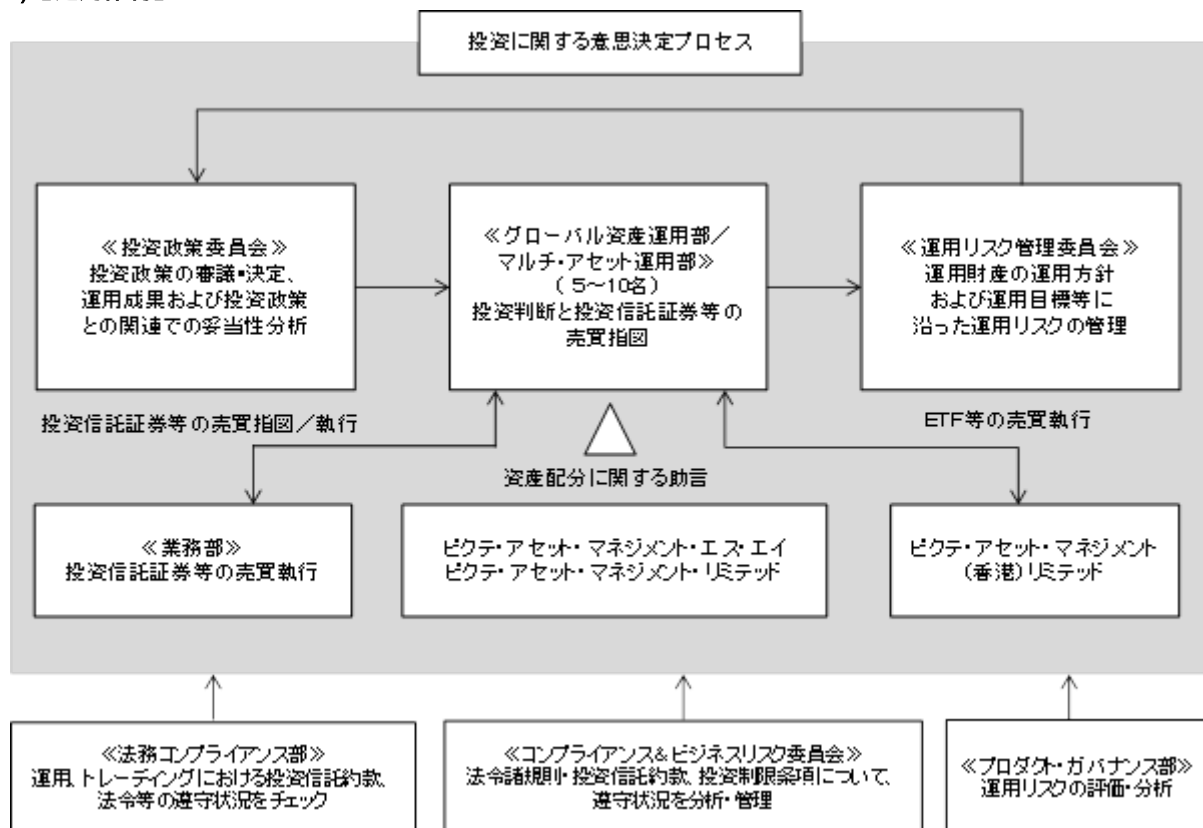 投資に関する意思決定プロセス
≪投資政策委員会≫
投資政策の審議・決定、
運用成果および投資政策
との関連での妥当性分析
≪グローバル資産運用部／
マルチ・アセット運用部≫
（5～10名）
投資判断と投資信託証券等の
売買指図
≪運用リスク管理委員会≫
運用財産の運用方針
および運用目標等に
沿った運用リスクの管理
投資信託証券等の売買指図／執行
ETF等の売買執行
資産配分に関する助言
≪業務部≫
投資信託証券等の売買執行
ピクテ・アセット・マネジメント・エス・エイ
ピクテ・アセット・マネジメント・リミテッド
ピクテ・アセット・マネジメント
（香港）リミテッド
≪法務コンプライアンス部≫
運用、トレーディングにおける投資信託約款、
法令等の遵守状況をチェック
≪コンプライアンス&ビジネスリスク委員会≫
法令諸規則・投資信託約款、投資制限条項について、
遵守状況を分析・管理
≪プロダクト・ガバナンス部≫
運用リスクの評価・分析